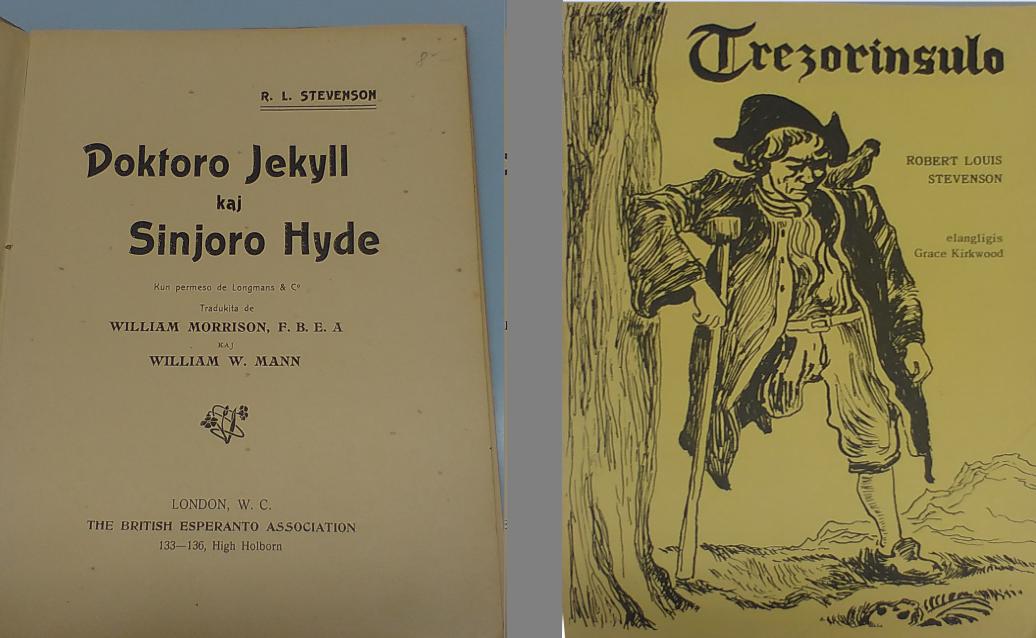 R. L. STEVENSON
Doktoro Jekyll
kaj
Sinjoro Hyde
Kun permeso de Longmans & Cº
Tradukita de
WILLIAM MORRISON, F. B. E. A
KAJ
WILLIAM W. MANN
LONDON, W. C.
THE BRITISH ESPERANTO ASSOCIATION
133—136, High Holborn
Trezorinsulo
ROBERT LOUIS
STEVENSON
elangligis
Grace Kirkwood